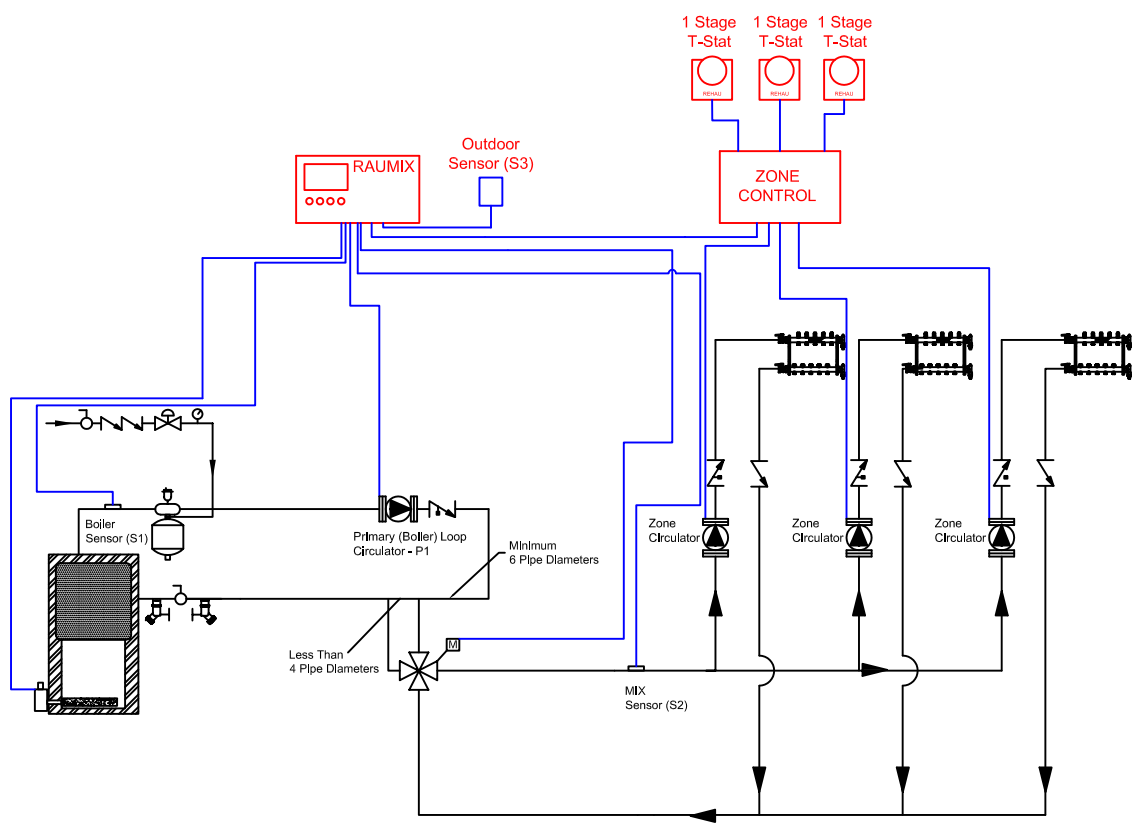 1 Stage
T-Stat
1 Stage
T-Stat
1 Stage
T-Stat
REHAU
REHAU
REHAU
RAUMIX
Outdoor
Sensor (S3)
ZONE
CONTROL
Boiler
Sensor (S1)
Primary (Boiler) Loop
Circulator - P1
Minimum
6 Pipe Diameters
Zone
Circulator
Zone
Circulator
Zone
Circulator
Less Than
4 Pipe Diameters
M
MIX
Sensor (S2)